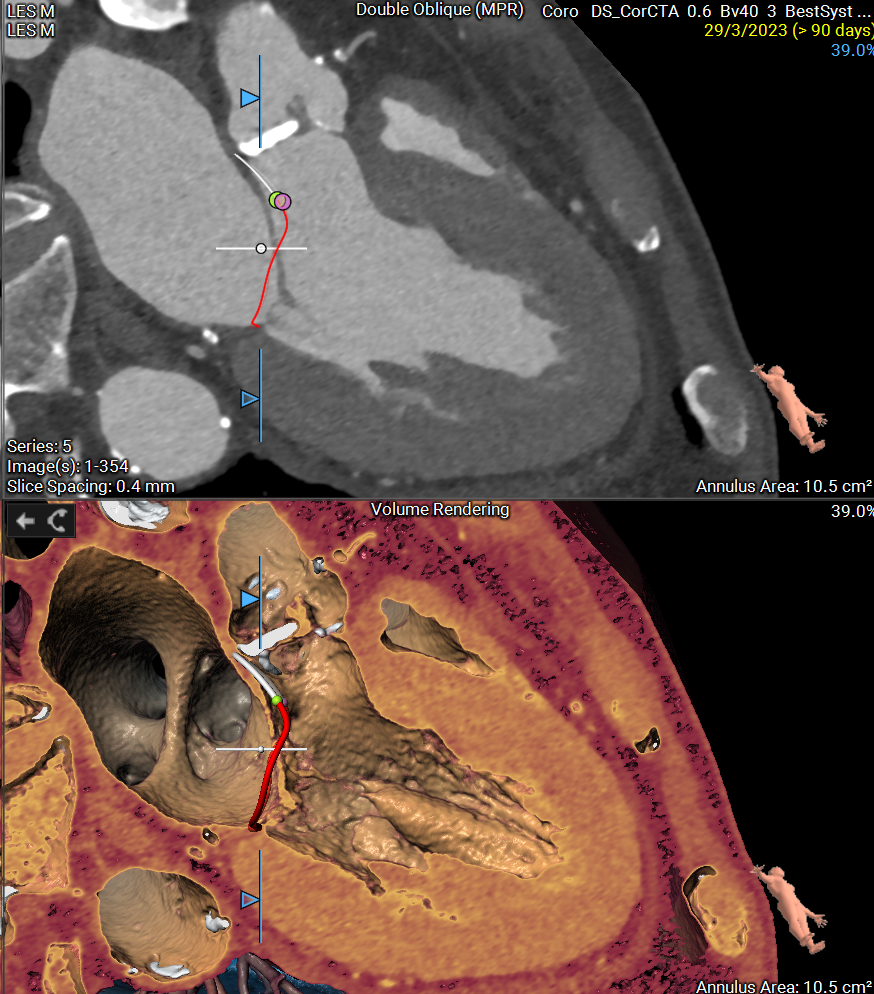 LES M
Double Oblique (MPR)
Coro DS_CorCTA 0.6 Bv40 3 BestSyst ...
LES M
29/3/2023 (> 90 days)
39.0%
Series: 5
Image(s): 1-354
Slice Spacing: 0.4 mm
Annulus Area: 10.5 cm²
Volume Rendering
39.0%
Annulus Area: 10.5 cm²